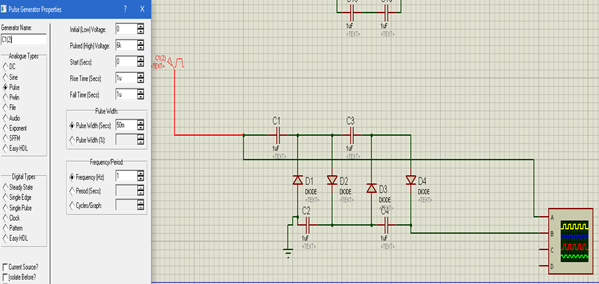 Pulse Generator Properties
? ×
Generator Name:
C1(2)
Analogue Types
DC
Sine
Pulse
Pwlin
File
Audio
Exponent
SFFM
Easy HDL
Digital Types
Steady State
Single Edge
Single Pulse
Clock
Pattern
Easy HDL
Current Source?
Isolate Before?
Initial (Low) Voltage: 0
Pulsed (High) Voltage: 6k
Start (Secs): 0
Rise Time (Secs): 1u
Fall Time (Secs): 1u
Pulse Width:
Pulse Width (Secs): 50m
Pulse Width (%):
Frequency/Period:
Frequency (Hz): 1
Period (Secs):
Cycles/Graph:
1uF 1uF
<TEXT> <TEXT>
C1(2)
<TEXT>
C1 C3
1uF 1uF
<TEXT> <TEXT>
D1 D2 D3 D4
DIODE DIODE DIODE DIODE
<TEXT> <TEXT> <TEXT> <TEXT>
C2 C4
1uF 1uF
<TEXT> <TEXT>
A
B
C
D